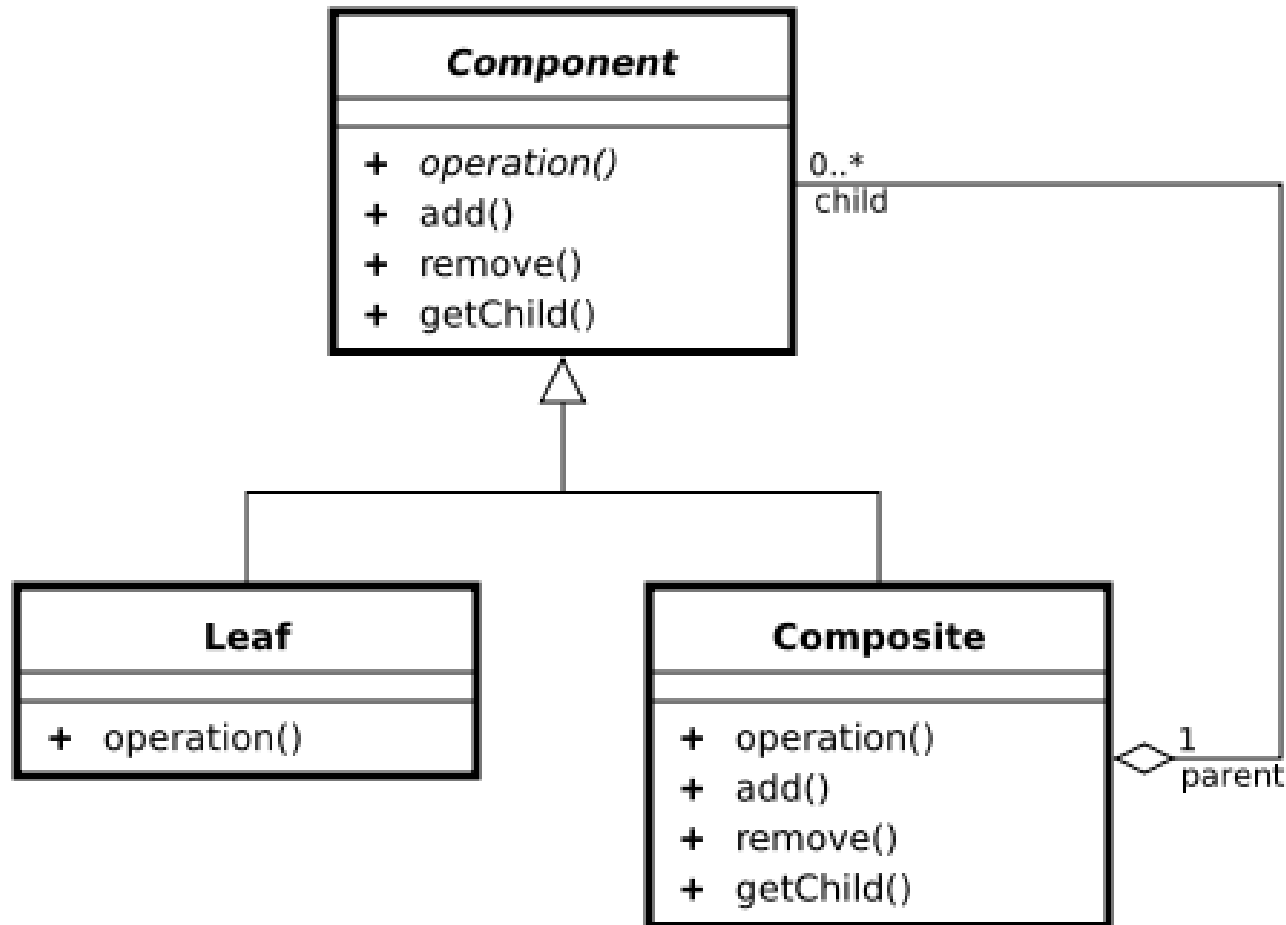 Component
+ operation()
+ add()
+ remove()
+ getChild()
0..*
child
Leaf
+ operation()
Composite
+ operation()
+ add()
+ remove()
+ getChild()
1
parent